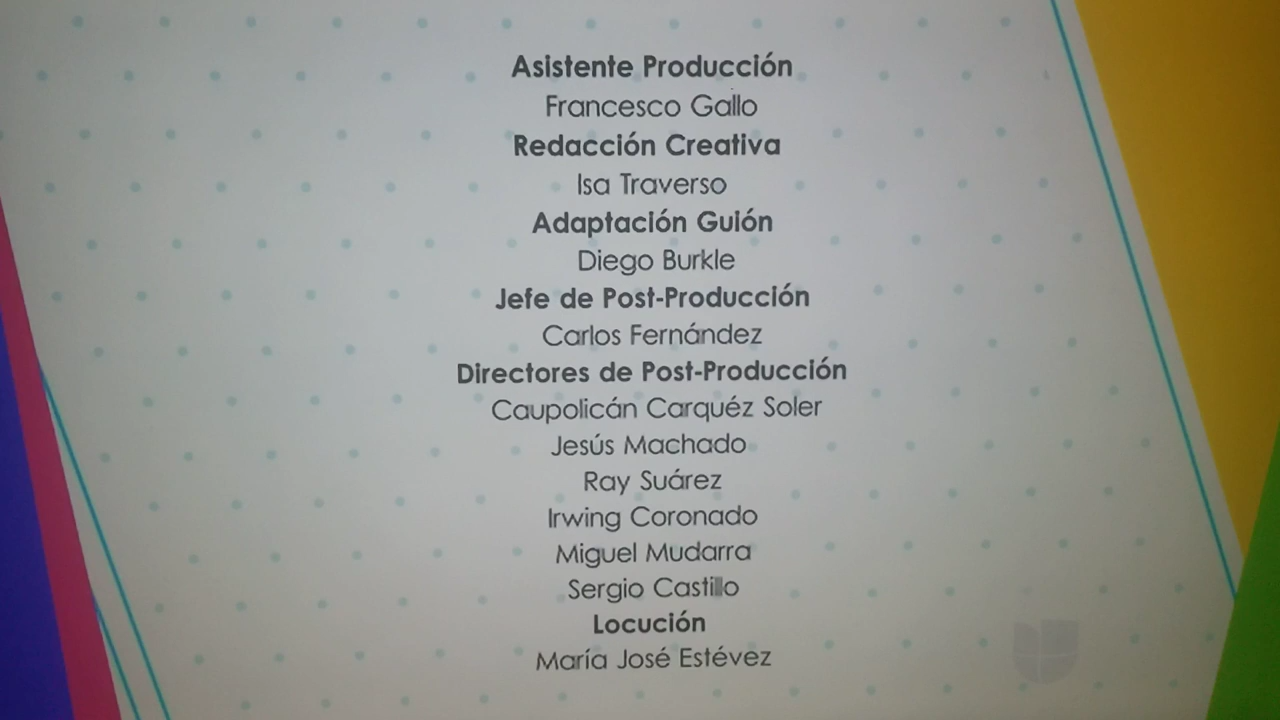 Asistente Producción
Francesco Gallo
Redacción Creativa
Isa Traverso
Adaptación Guión
Diego Burkle
Jefe de Post-Producción
Carlos Fernández
Directores de Post-Producción
Caupolicán Carquéz Soler
Jesús Machado
Ray Suárez
Irwing Coronado
Miguel Mudarra
Sergio Castillo
Locución
María José Estévez